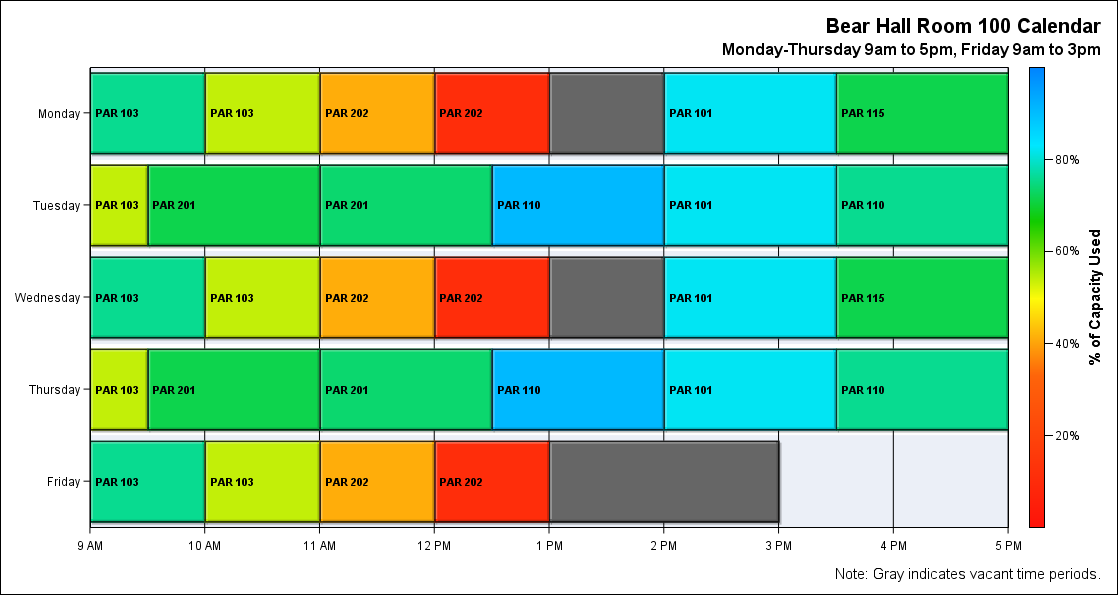 Bear Hall Room 100 Calendar
Monday-Thursday 9am to 5pm, Friday 9am to 3pm
Monday PAR 103 PAR 103 PAR 202 PAR 202 PAR 101 PAR 115
Tuesday PAR 103 PAR 201 PAR 201 PAR 110 PAR 101 PAR 110
Wednesday PAR 103 PAR 103 PAR 202 PAR 202 PAR 101 PAR 115
Thursday PAR 103 PAR 201 PAR 201 PAR 110 PAR 101 PAR 110
Friday PAR 103 PAR 103 PAR 202 PAR 202
9 AM 10 AM 11 AM 12 PM 1 PM 2 PM 3 PM 4 PM 5 PM
80%
60%
40%
20%
% of Capacity Used
Note: Gray indicates vacant time periods.